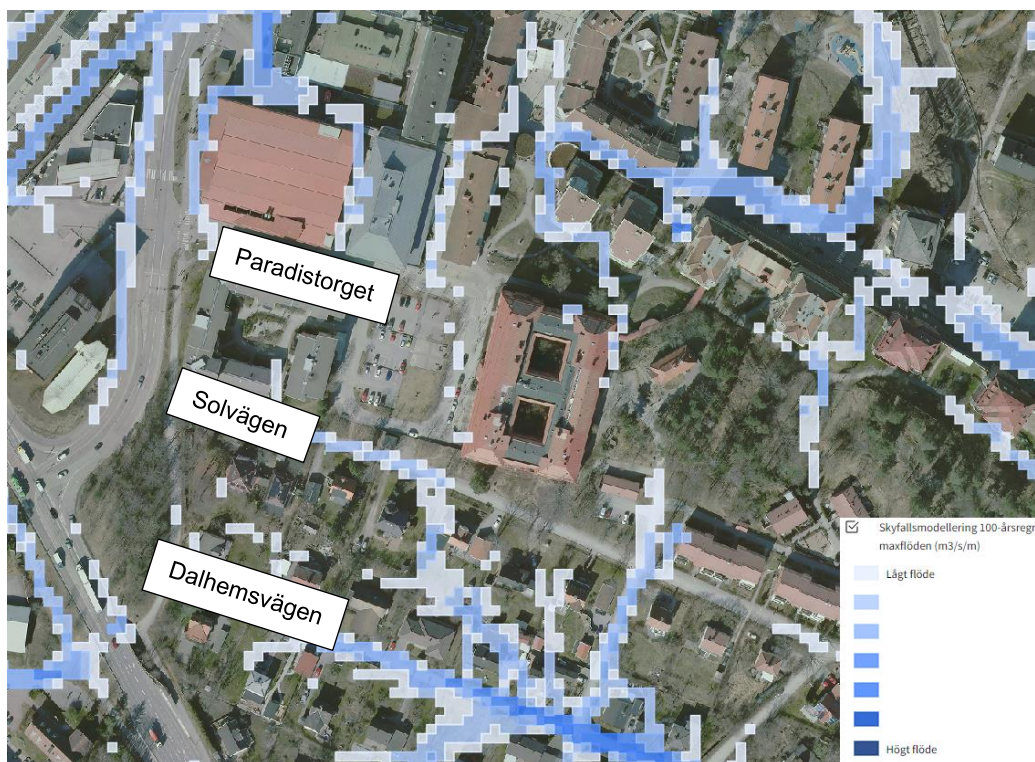 Paradistorget
Solvägen
Dalhemsvägen
Skyfallsmodellering 100-årsregn
maxflöden (m3/s/m)
Lågt flöde
Högt flöde